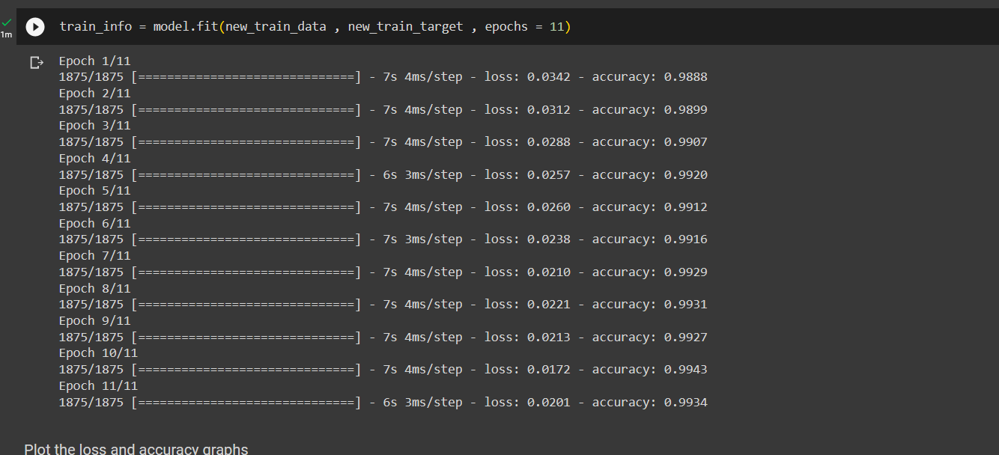 1m
train_info = model.fit(new_train_data , new_train_target , epochs = 11)
Epoch 1/11
1875/1875 [==============================] - 7s 4ms/step - loss: 0.0342 - accuracy: 0.9888
Epoch 2/11
1875/1875 [==============================] - 7s 4ms/step - loss: 0.0312 - accuracy: 0.9899
Epoch 3/11
1875/1875 [==============================] - 7s 4ms/step - loss: 0.0288 - accuracy: 0.9907
Epoch 4/11
1875/1875 [==============================] - 6s 3ms/step - loss: 0.0257 - accuracy: 0.9920
Epoch 5/11
1875/1875 [==============================] - 7s 4ms/step - loss: 0.0260 - accuracy: 0.9912
Epoch 6/11
1875/1875 [==============================] - 7s 3ms/step - loss: 0.0238 - accuracy: 0.9916
Epoch 7/11
1875/1875 [==============================] - 7s 4ms/step - loss: 0.0210 - accuracy: 0.9929
Epoch 8/11
1875/1875 [==============================] - 7s 4ms/step - loss: 0.0221 - accuracy: 0.9931
Epoch 9/11
1875/1875 [==============================] - 7s 4ms/step - loss: 0.0213 - accuracy: 0.9927
Epoch 10/11
1875/1875 [==============================] - 7s 4ms/step - loss: 0.0172 - accuracy: 0.9943
Epoch 11/11
1875/1875 [==============================] - 6s 3ms/step - loss: 0.0201 - accuracy: 0.9934
Plot the loss and accuracy graphs